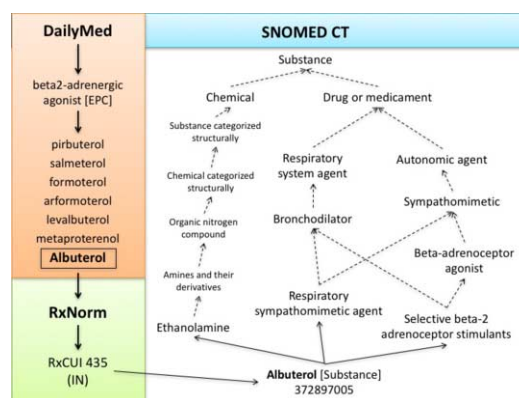 DailyMed
beta2-adrenergic
agonist [EPC]
pirbuterol
salmeterol
formoterol
arformoterol
levalbuterol
metaproterenol
Albuterol
RxNorm
RxCUI 435
(IN)
SNOMED CT
Substance
Chemical
Drug or medicament
Substance categorized
structurally
Chemical categorized
structurally
Organic nitrogen
compound
Amines and their
derivatives
Ethanolamine
Respiratory
system agent
Bronchodilator
Respiratory
sympathomimetic agent
Autonomic agent
Sympathomimetic
Beta-adrenoceptor
agonist
Selective beta-2
adrenoceptor stimulants
Albuterol [Substance]
372897005